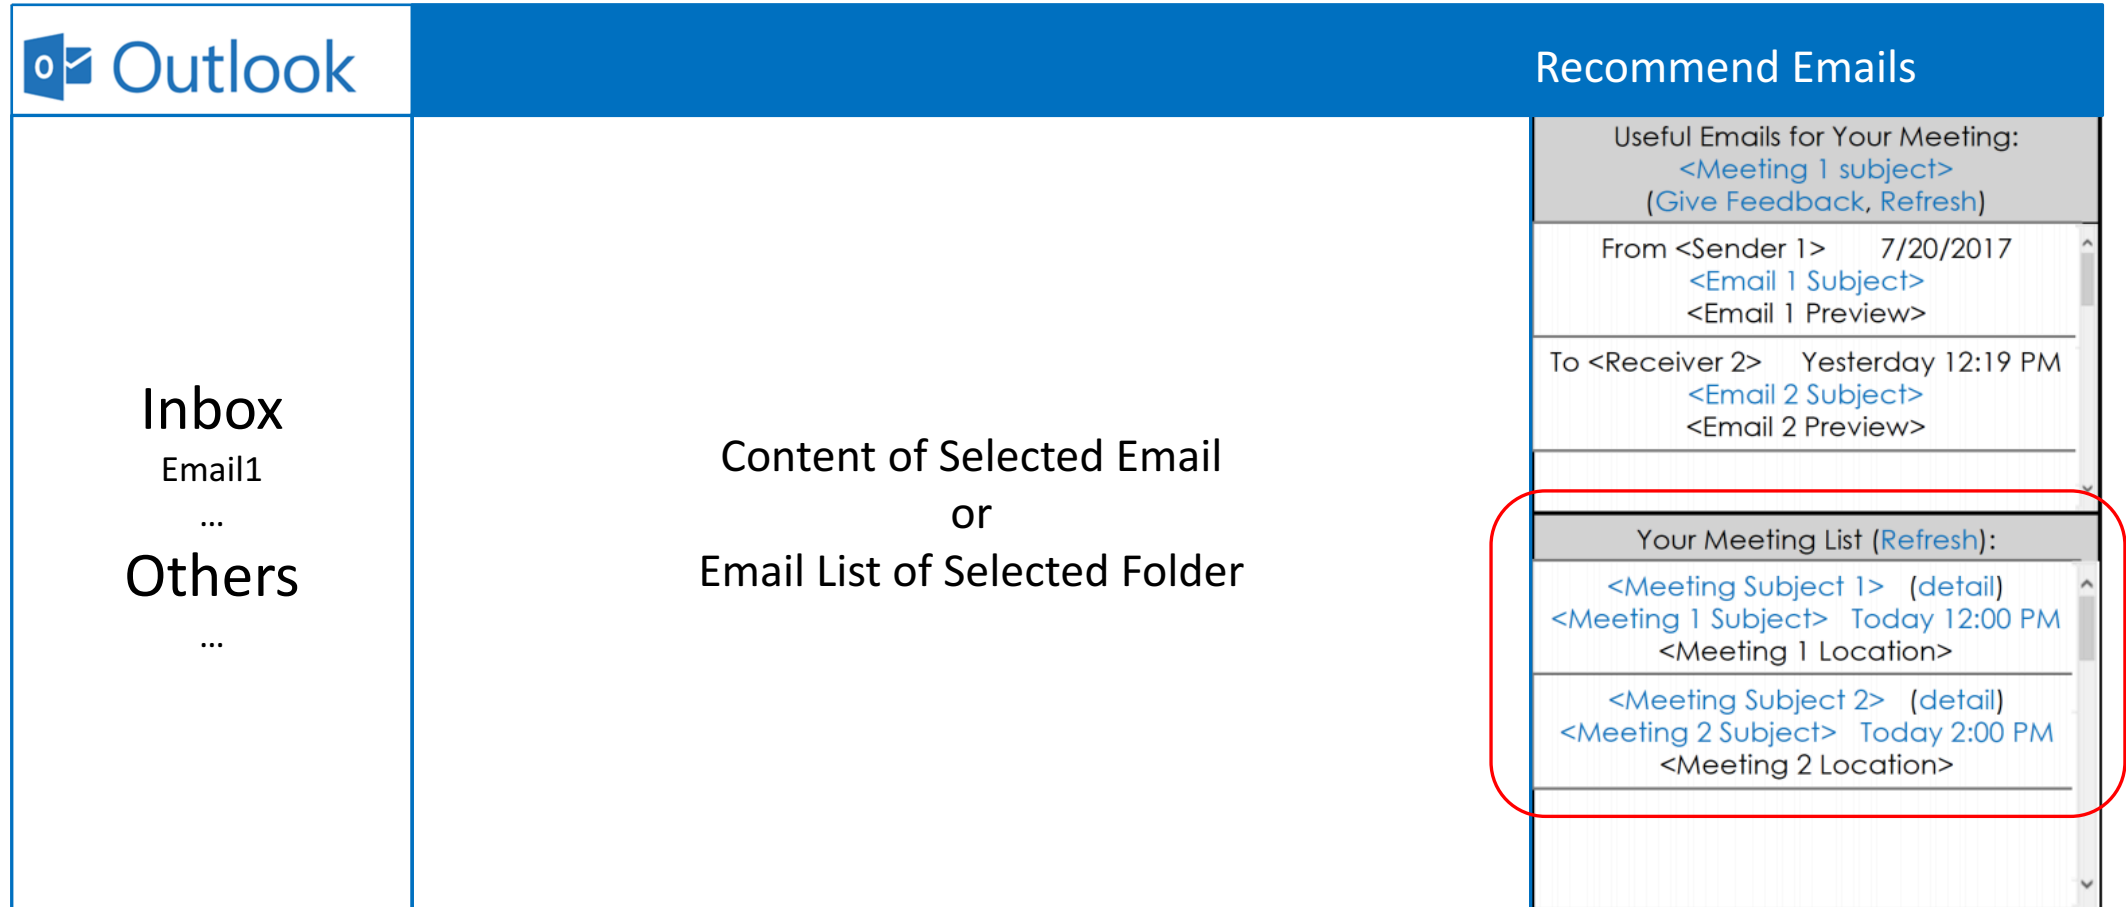 Outlook
Recommend Emails
Inbox
Email1
...
Others
...
Content of Selected Email
or
Email List of Selected Folder
Useful Emails for Your Meeting:
<Meeting 1 subject>
(Give Feedback, Refresh)
From <Sender 1> 7/20/2017
<Email 1 Subject>
<Email 1 Preview>
To <Receiver 2> Yesterday 12:19 PM
<Email 2 Subject>
<Email 2 Preview>
Your Meeting List (Refresh):
<Meeting Subject 1> (detail)
<Meeting 1 Subject> Today 12:00 PM
<Meeting 1 Location>
<Meeting Subject 2> (detail)
<Meeting 2 Subject> Today 2:00 PM
<Meeting 2 Location>